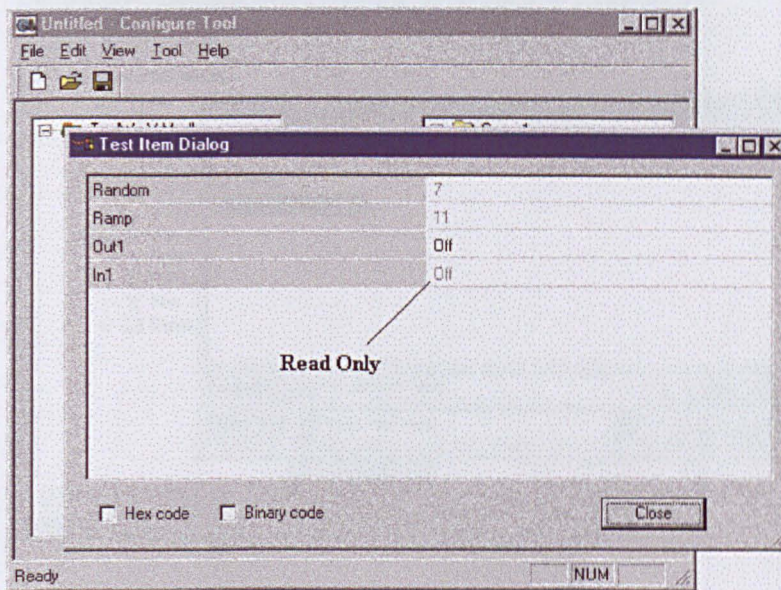 Untitled - Configure Tool
File Edit View Tool Help
Test Item Dialog
Random 7
Ramp 11
Out1 Off
In1 Off
Read Only
Hex code Binary code Close
Ready NUM